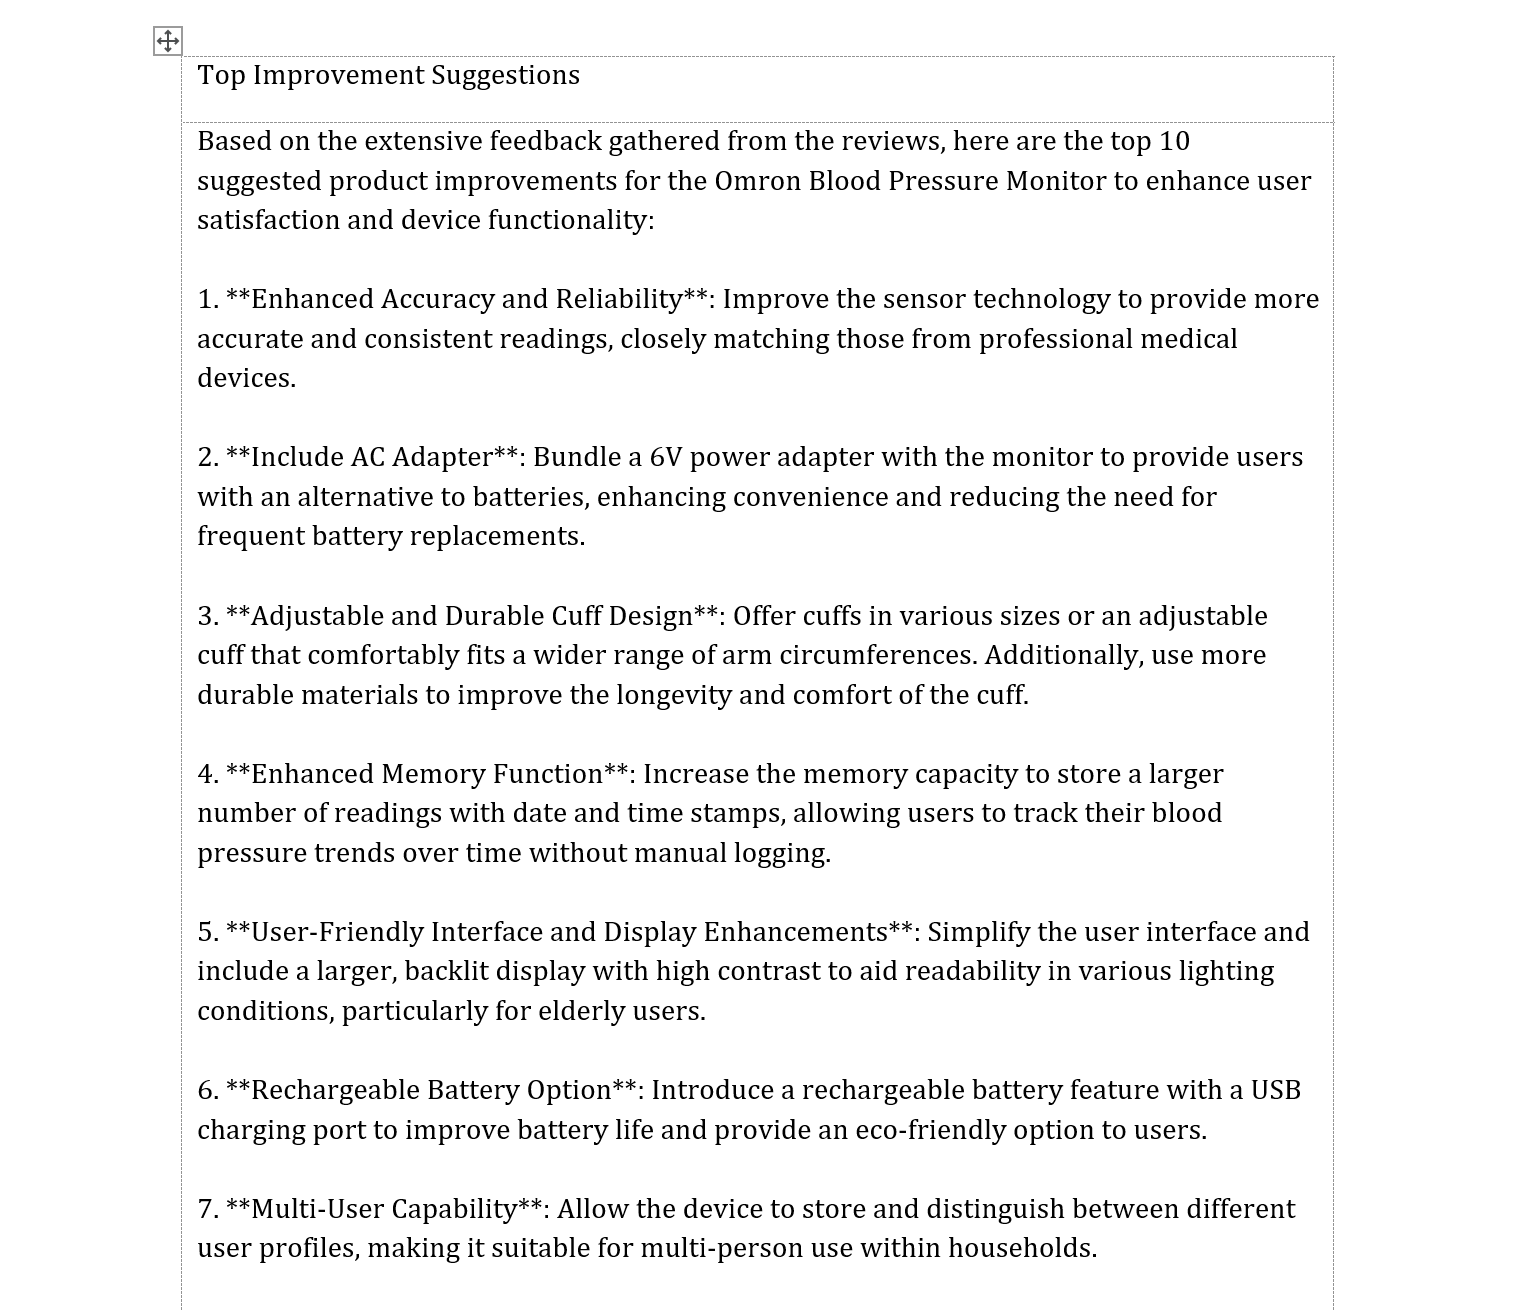 Top Improvement Suggestions
Based on the extensive feedback gathered from the reviews, here are the top 10
suggested product improvements for the Omron Blood Pressure Monitor to enhance user
satisfaction and device functionality:
1. **Enhanced Accuracy and Reliability**: Improve the sensor technology to provide more
accurate and consistent readings, closely matching those from professional medical
devices.
2. **Include AC Adapter**: Bundle a 6V power adapter with the monitor to provide users
with an alternative to batteries, enhancing convenience and reducing the need for
frequent battery replacements.
3. **Adjustable and Durable Cuff Design**: Offer cuffs in various sizes or an adjustable
cuff that comfortably fits a wider range of arm circumferences. Additionally, use more
durable materials to improve the longevity and comfort of the cuff.
4. **Enhanced Memory Function**: Increase the memory capacity to store a larger
number of readings with date and time stamps, allowing users to track their blood
pressure trends over time without manual logging.
5. **User-Friendly Interface and Display Enhancements**: Simplify the user interface and
include a larger, backlit display with high contrast to aid readability in various lighting
conditions, particularly for elderly users.
6. **Rechargeable Battery Option**: Introduce a rechargeable battery feature with a USB
charging port to improve battery life and provide an eco-friendly option to users.
7. **Multi-User Capability**: Allow the device to store and distinguish between different
user profiles, making it suitable for multi-person use within households.